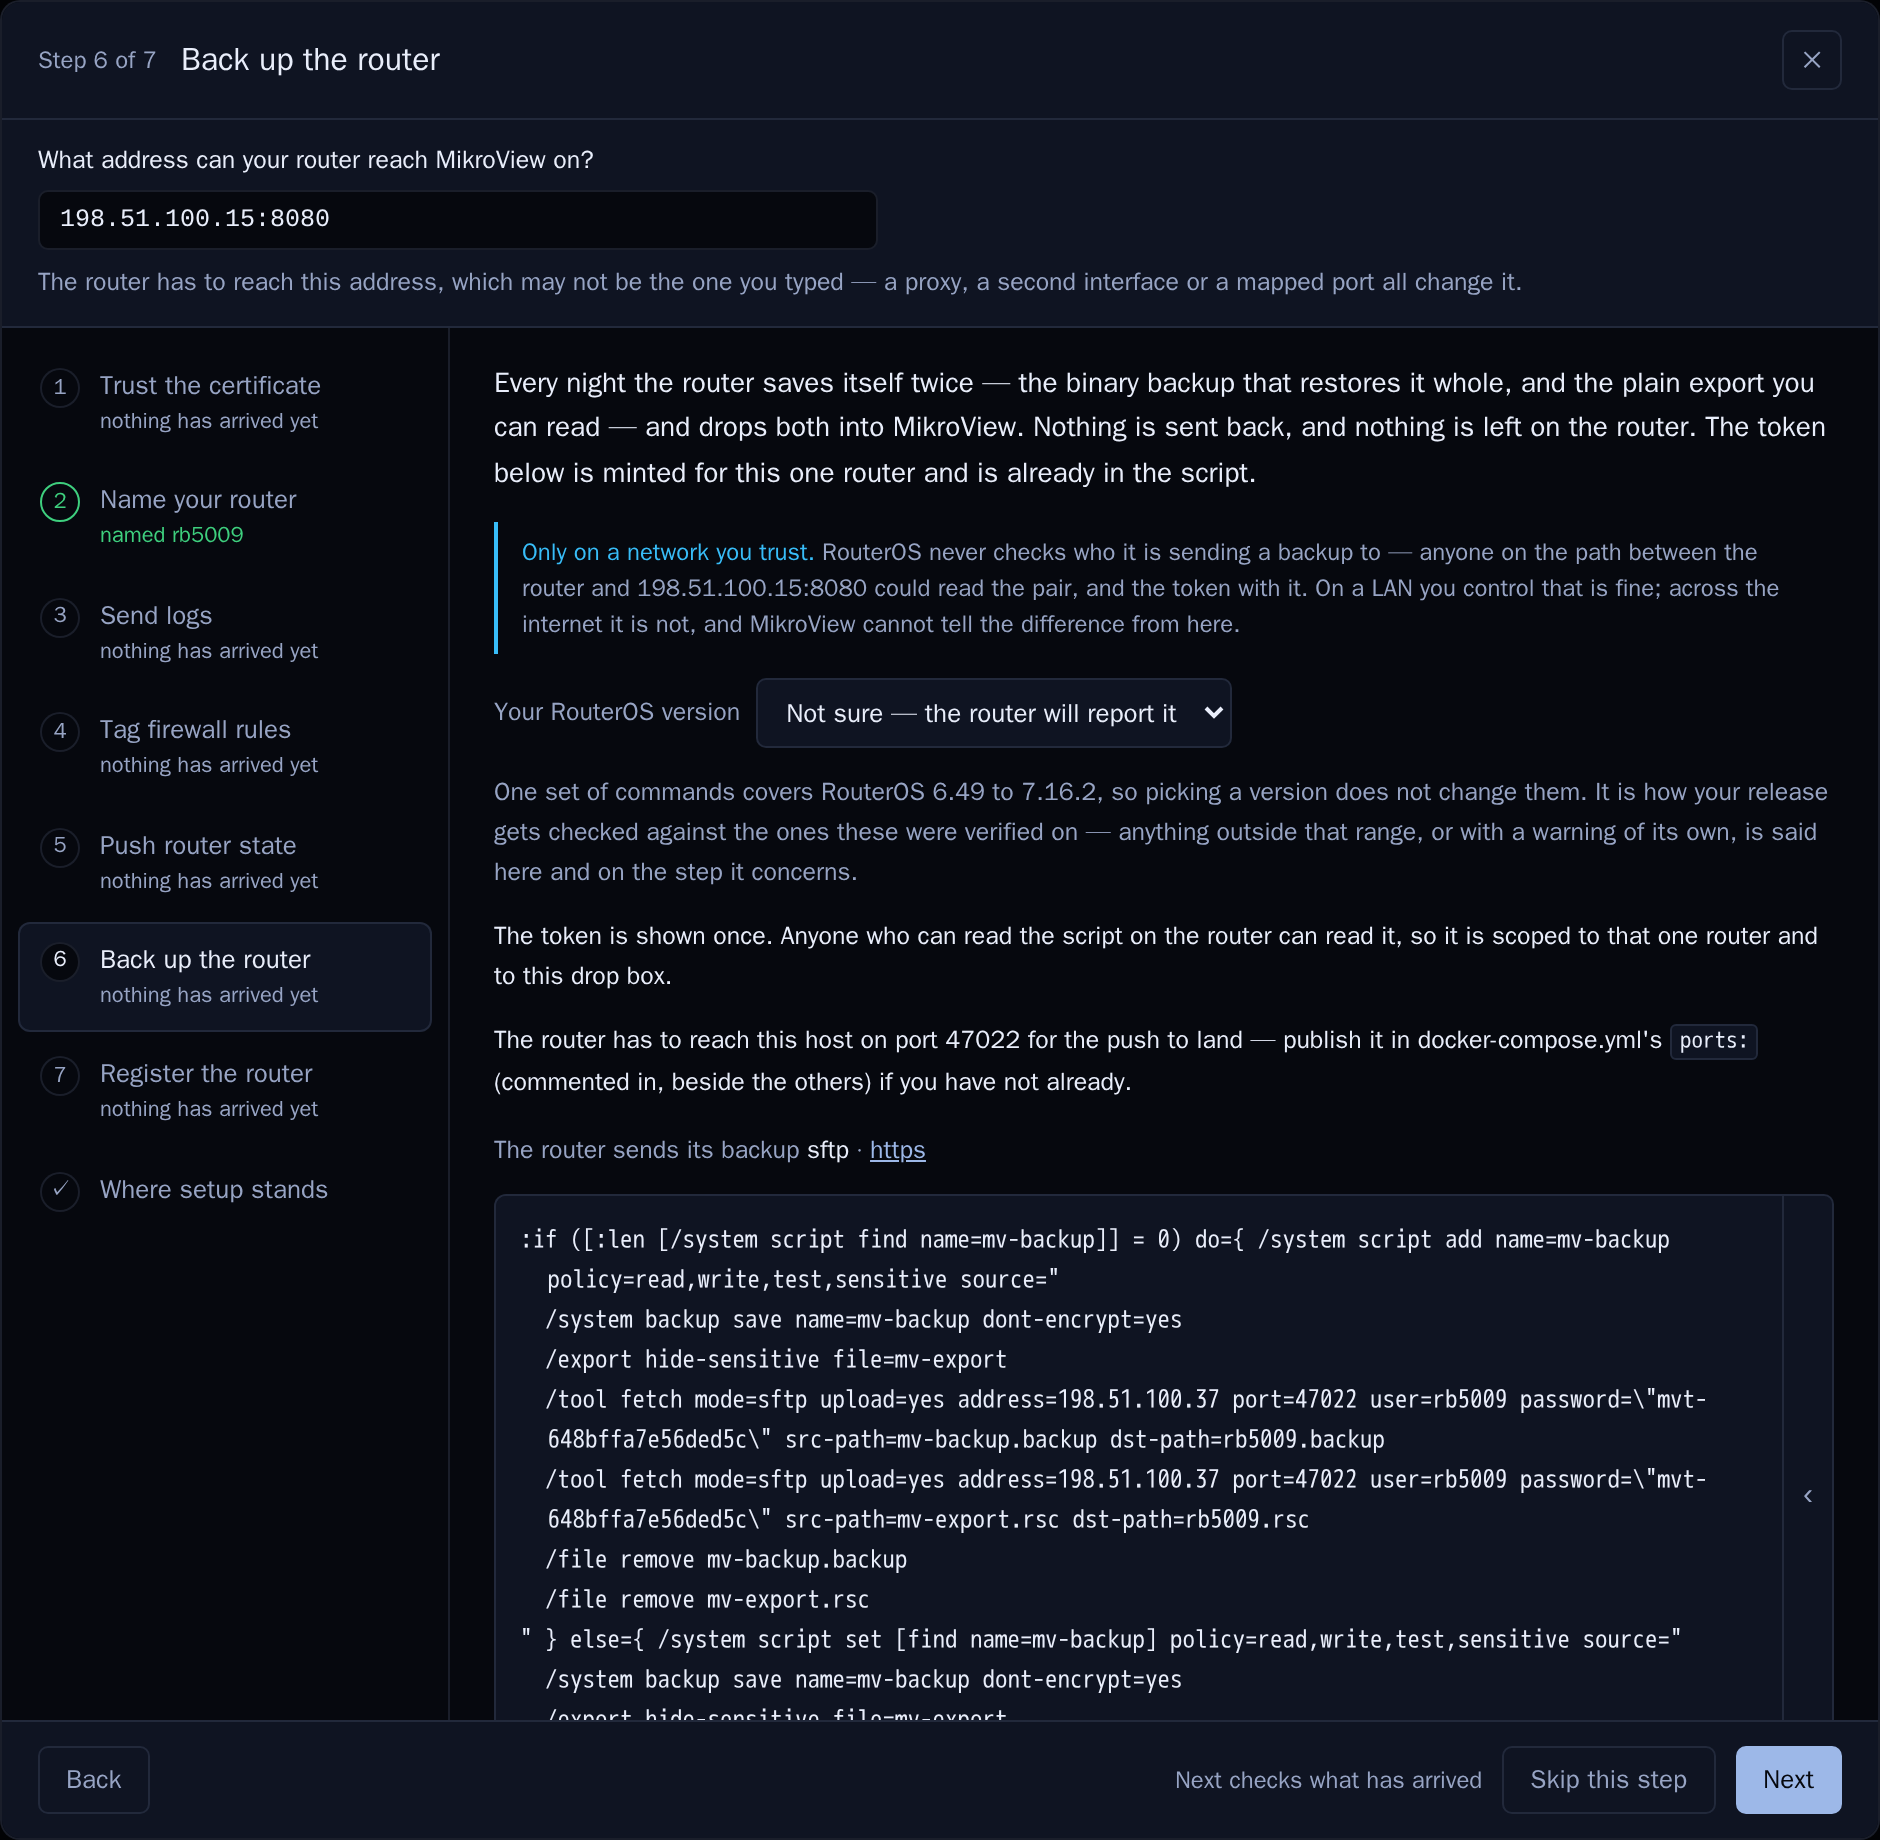 Step 6 of 7 Back up the router
What address can your router reach MikroView on?
198.51.100.15:8080
The router has to reach this address, which may not be the one you typed — a proxy, a second interface or a mapped port all change it.
1 Trust the certificate
nothing has arrived yet
2 Name your router
named rb5009
3 Send logs
nothing has arrived yet
4 Tag firewall rules
nothing has arrived yet
5 Push router state
nothing has arrived yet
6 Back up the router
nothing has arrived yet
7 Register the router
nothing has arrived yet
✓ Where setup stands
Every night the router saves itself twice — the binary backup that restores it whole, and the plain export you
can read — and drops both into MikroView. Nothing is sent back, and nothing is left on the router. The token
below is minted for this one router and is already in the script.
Only on a network you trust. RouterOS never checks who it is sending a backup to — anyone on the path between the
router and 198.51.100.15:8080 could read the pair, and the token with it. On a LAN you control that is fine; across the
internet it is not, and MikroView cannot tell the difference from here.
Your RouterOS version Not sure — the router will report it
One set of commands covers RouterOS 6.49 to 7.16.2, so picking a version does not change them. It is how your release
gets checked against the ones these were verified on — anything outside that range, or with a warning of its own, is said
here and on the step it concerns.
The token is shown once. Anyone who can read the script on the router can read it, so it is scoped to that one router and
to this drop box.
The router has to reach this host on port 47022 for the push to land — publish it in docker-compose.yml's ports:
(commented in, beside the others) if you have not already.
The router sends its backup sftp · https
:if ([:len [/system script find name=mv-backup]] = 0) do={ /system script add name=mv-backup
policy=read,write,test,sensitive source="
/system backup save name=mv-backup dont-encrypt=yes
/export hide-sensitive file=mv-export
/tool fetch mode=sftp upload=yes address=198.51.100.37 port=47022 user=rb5009 password=\"mvt-
648bffa7e56ded5c\" src-path=mv-backup.backup dst-path=rb5009.backup
/tool fetch mode=sftp upload=yes address=198.51.100.37 port=47022 user=rb5009 password=\"mvt-
648bffa7e56ded5c\" src-path=mv-export.rsc dst-path=rb5009.rsc
/file remove mv-backup.backup
/file remove mv-export.rsc
" } else={ /system script set [find name=mv-backup] policy=read,write,test,sensitive source="
/system backup save name=mv-backup dont-encrypt=yes
/export hide-sensitive file=mv-export
Back
Next checks what has arrived
Skip this step
Next